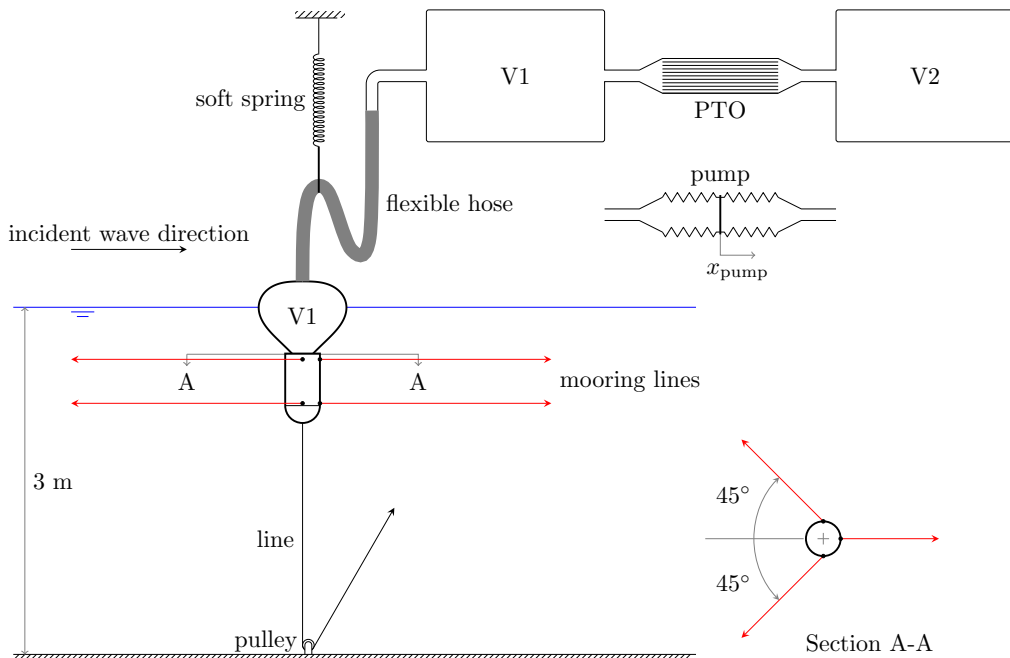 V1
V2
soft spring
PTO
pump
flexible hose
incident wave direction
x_pump
V1
A
A
mooring lines
3 m
45°
line
45°
pulley
Section A-A